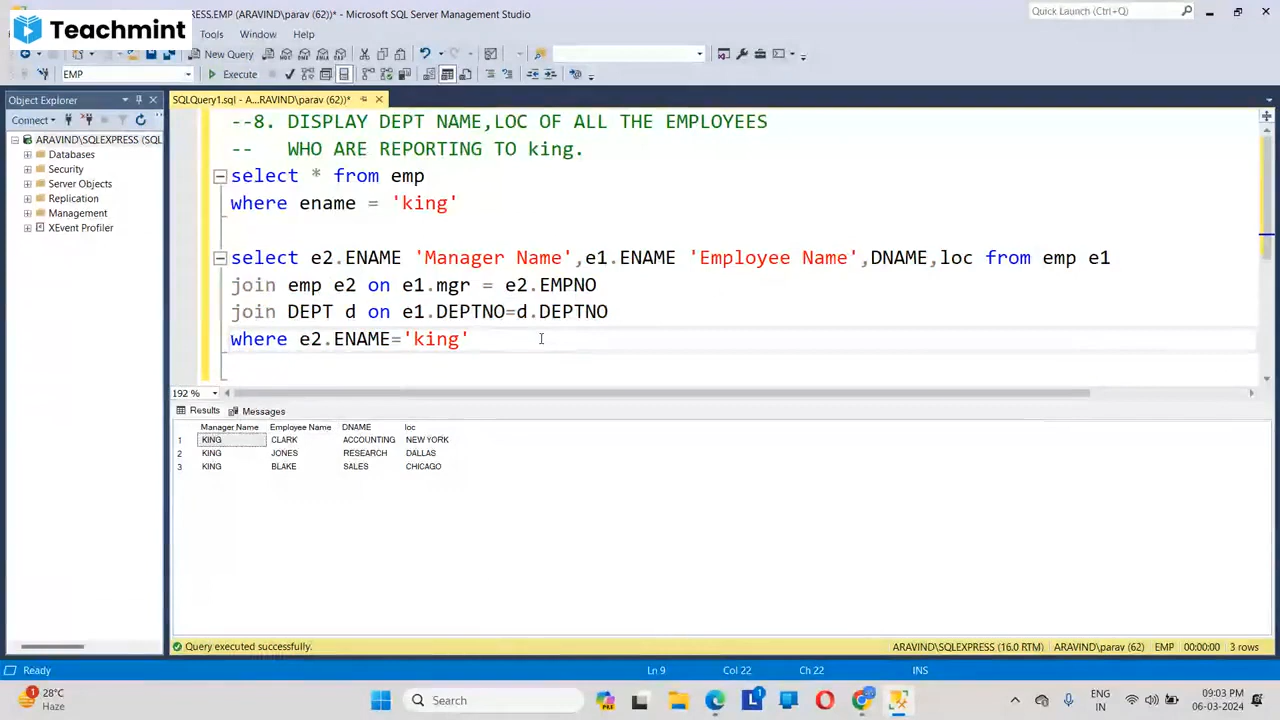 RESS.EMP (ARAVIND\parav (62))* - Microsoft SQL Server Management Studio
Quick Launch (Ctrl+Q)
Teachmint
Tools Window Help
New Query
EMP
Execute
Object Explorer
SQLQuery1.sql - A...RAVIND\parav (62))*
Connect
ARAVIND\SQLEXPRESS (SQL
Databases
Security
Server Objects
Replication
Management
XEvent Profiler
--8. DISPLAY DEPT NAME,LOC OF ALL THE EMPLOYEES
-- WHO ARE REPORTING TO king.
select * from emp
where ename = 'king'
select e2.ENAME 'Manager Name',e1.ENAME 'Employee Name',DNAME,loc from emp e1
join emp e2 on e1.mgr = e2.EMPNO
join DEPT d on e1.DEPTNO=d.DEPTNO
where e2.ENAME='king'
192 %
Results Messages
Manager Name Employee Name DNAME loc
1 KING CLARK ACCOUNTING NEW YORK
2 KING JONES RESEARCH DALLAS
3 KING BLAKE SALES CHICAGO
Query executed successfully.
ARAVIND\SQLEXPRESS (16.0 RTM) ARAVIND\parav (62) EMP 00:00:00 3 rows
Ready
Ln 9 Col 22 Ch 22 INS
1
28°C
Haze
Search
ENG
IN
09:03 PM
06-03-2024